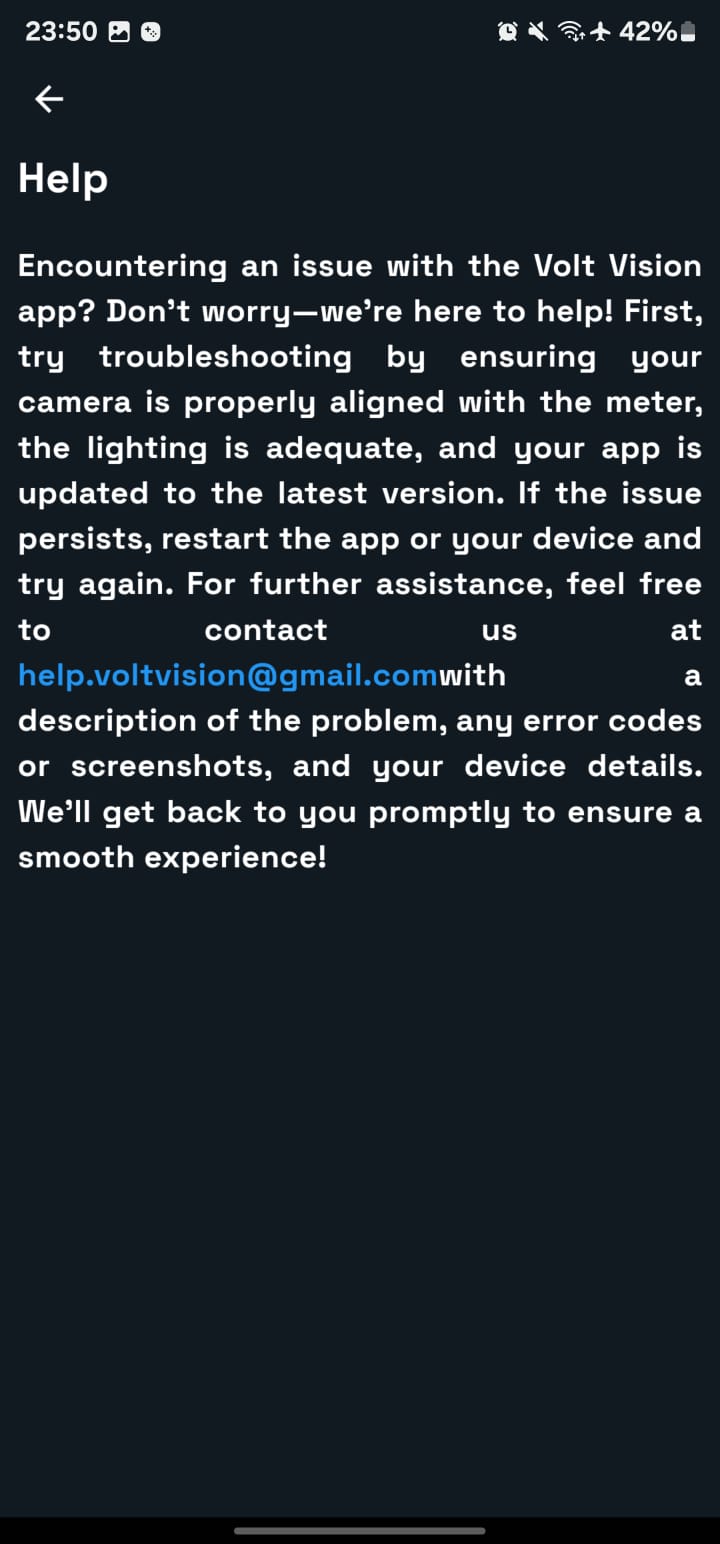 23:50
42%
Help
Encountering an issue with the Volt Vision
app? Don’t worry—we’re here to help! First,
try troubleshooting by ensuring your
camera is properly aligned with the meter,
the lighting is adequate, and your app is
updated to the latest version. If the issue
persists, restart the app or your device and
try again. For further assistance, feel free
to contact us at
help.voltvision@gmail.comwith a
description of the problem, any error codes
or screenshots, and your device details.
We’ll get back to you promptly to ensure a
smooth experience!